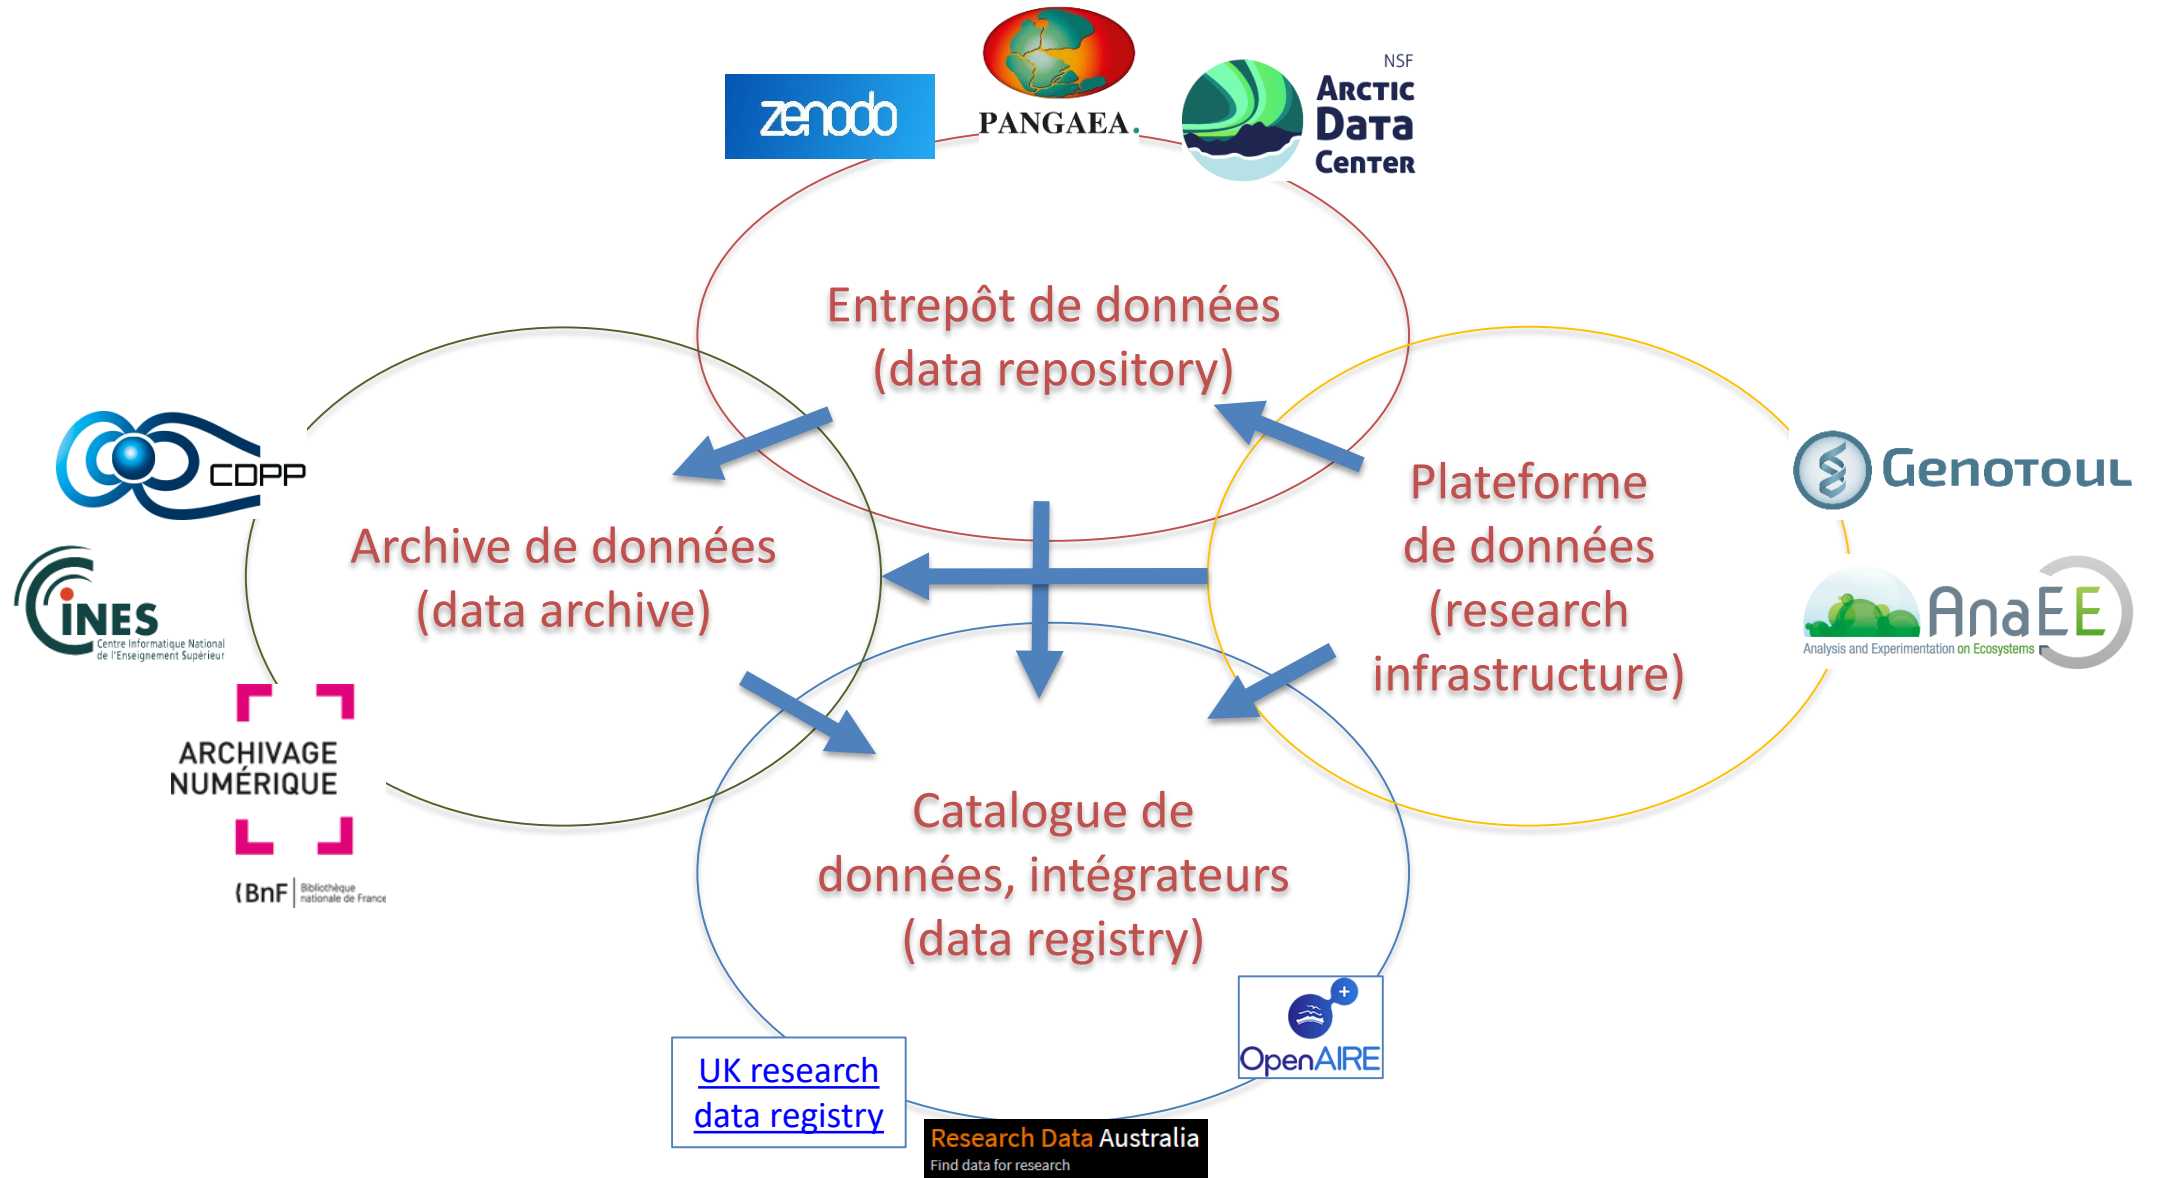 zenodo
PANGAEA.
NSF
ARCTIC
DATA
CENTER
Entrepôt de données
(data repository)
CDPP
CINES
Centre Informatique National
de l'Enseignement Supérieur
Archive de données
(data archive)
ARCHIVAGE
NUMÉRIQUE
(BnF
Bibliothèque
nationale de France
Plateforme
de données
(research
infrastructure)
GENOTOUL
AnaEE
Analysis and Experimentation on Ecosystems
Catalogue de
données, intégrateurs
(data registry)
OpenAIRE
UK research
data registry
Research Data Australia
Find data for research